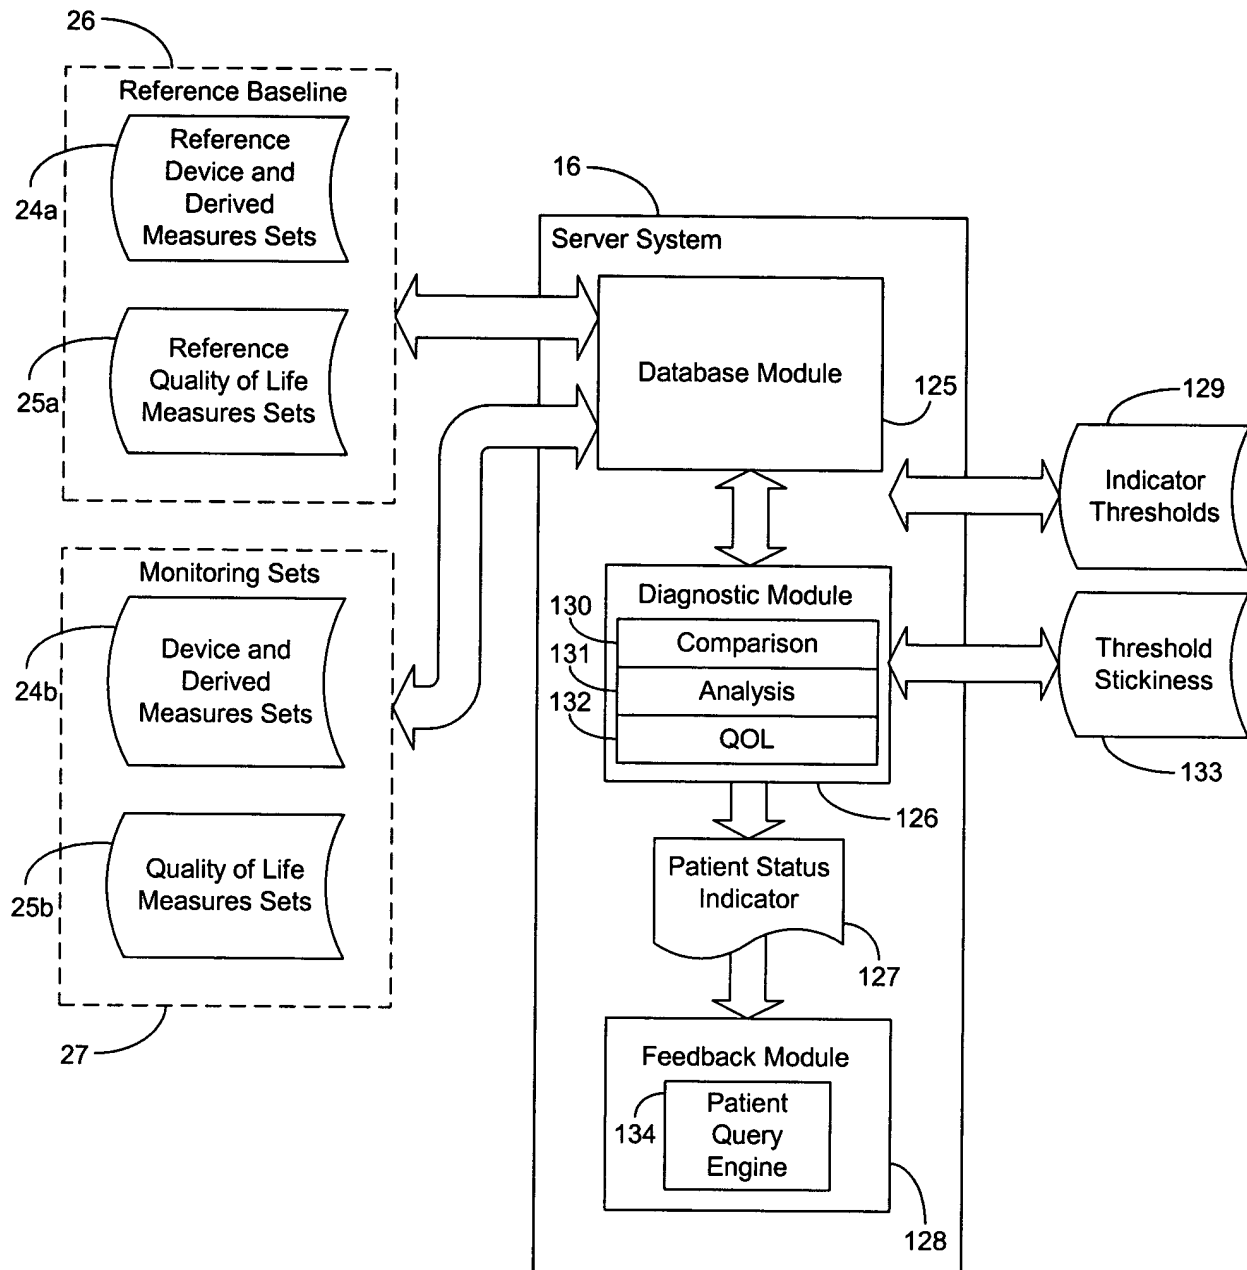 26
Reference Baseline
Reference
Device and
Derived
Measures Sets
24a
Reference
Quality of Life
Measures Sets
25a
Monitoring Sets
Device and
Derived
Measures Sets
24b
Quality of Life
Measures Sets
25b
27
16
Server System
Database Module
125
129
Indicator
Thresholds
Diagnostic Module
130
Comparison
131
Analysis
132
QOL
126
Threshold
Stickiness
133
Patient Status
Indicator
127
Feedback Module
134
Patient
Query
Engine
128